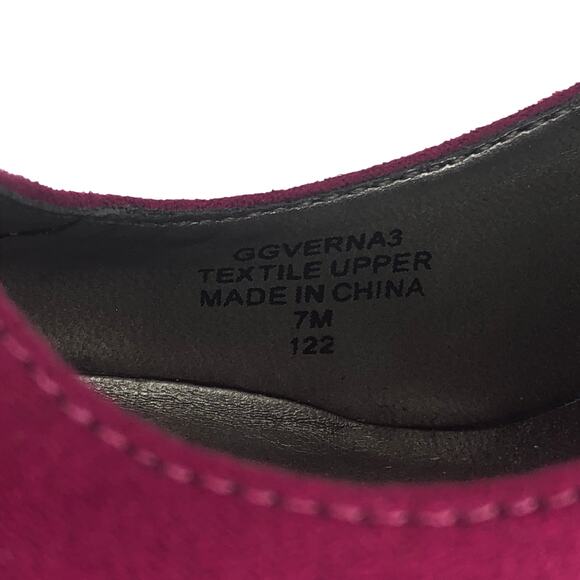 GGVERNA3
TEXTILE UPPER
MADE IN CHINA
7M
122